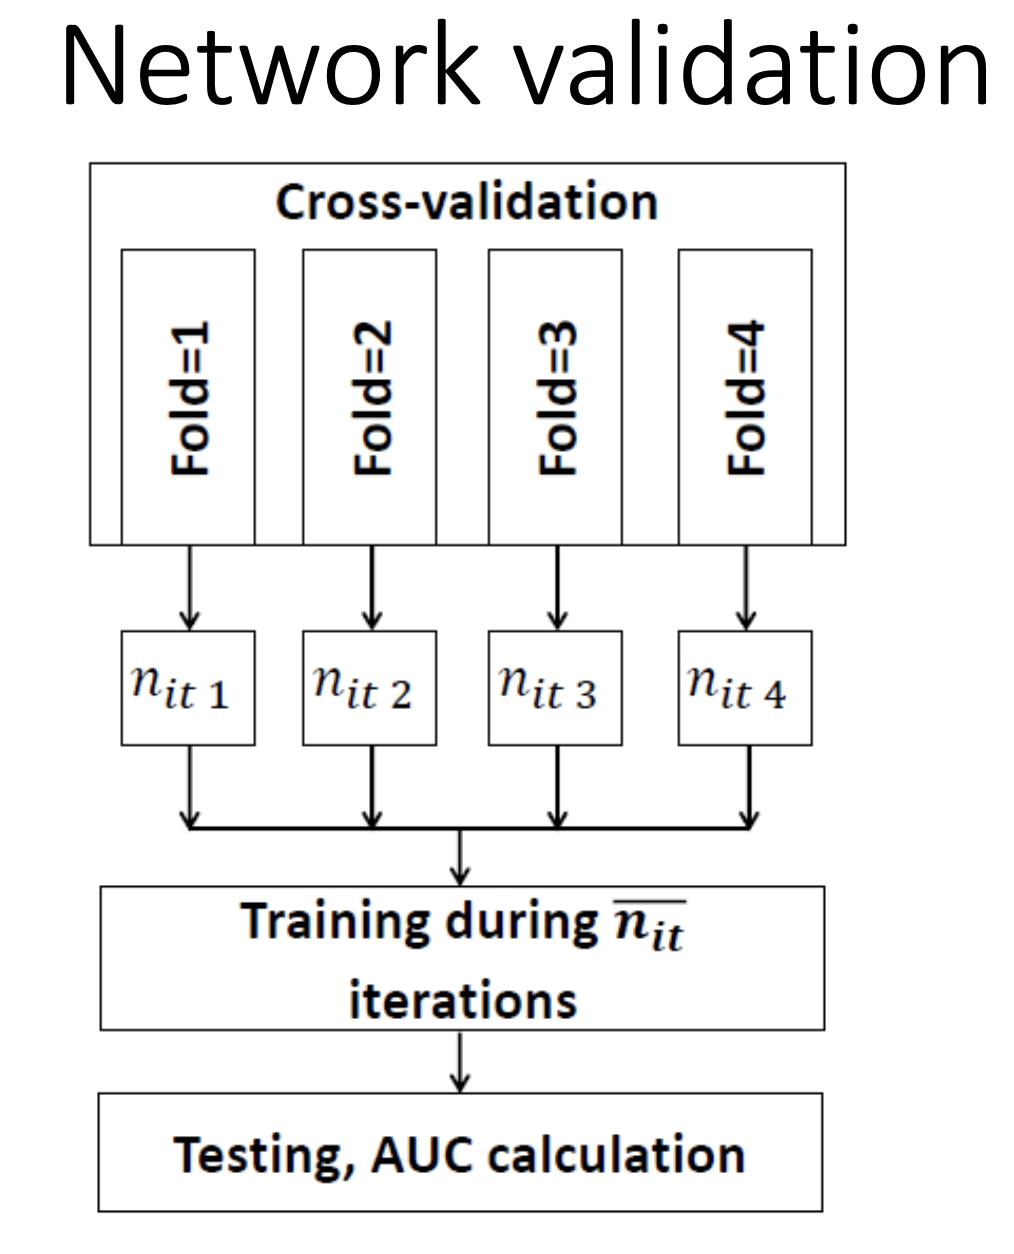 Network validation
Cross-validation
Fold=1
Fold=2
Fold=3
Fold=4
n_{it 1}
n_{it 2}
n_{it 3}
n_{it 4}
Training during \overline{n_{it}}
iterations
Testing, AUC calculation